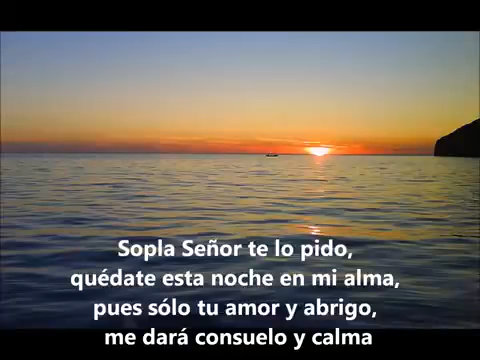 Sopla Señor te lo pido,
quédate esta noche en mi alma,
pues sólo tu amor y abrigo,
me dará consuelo y calma